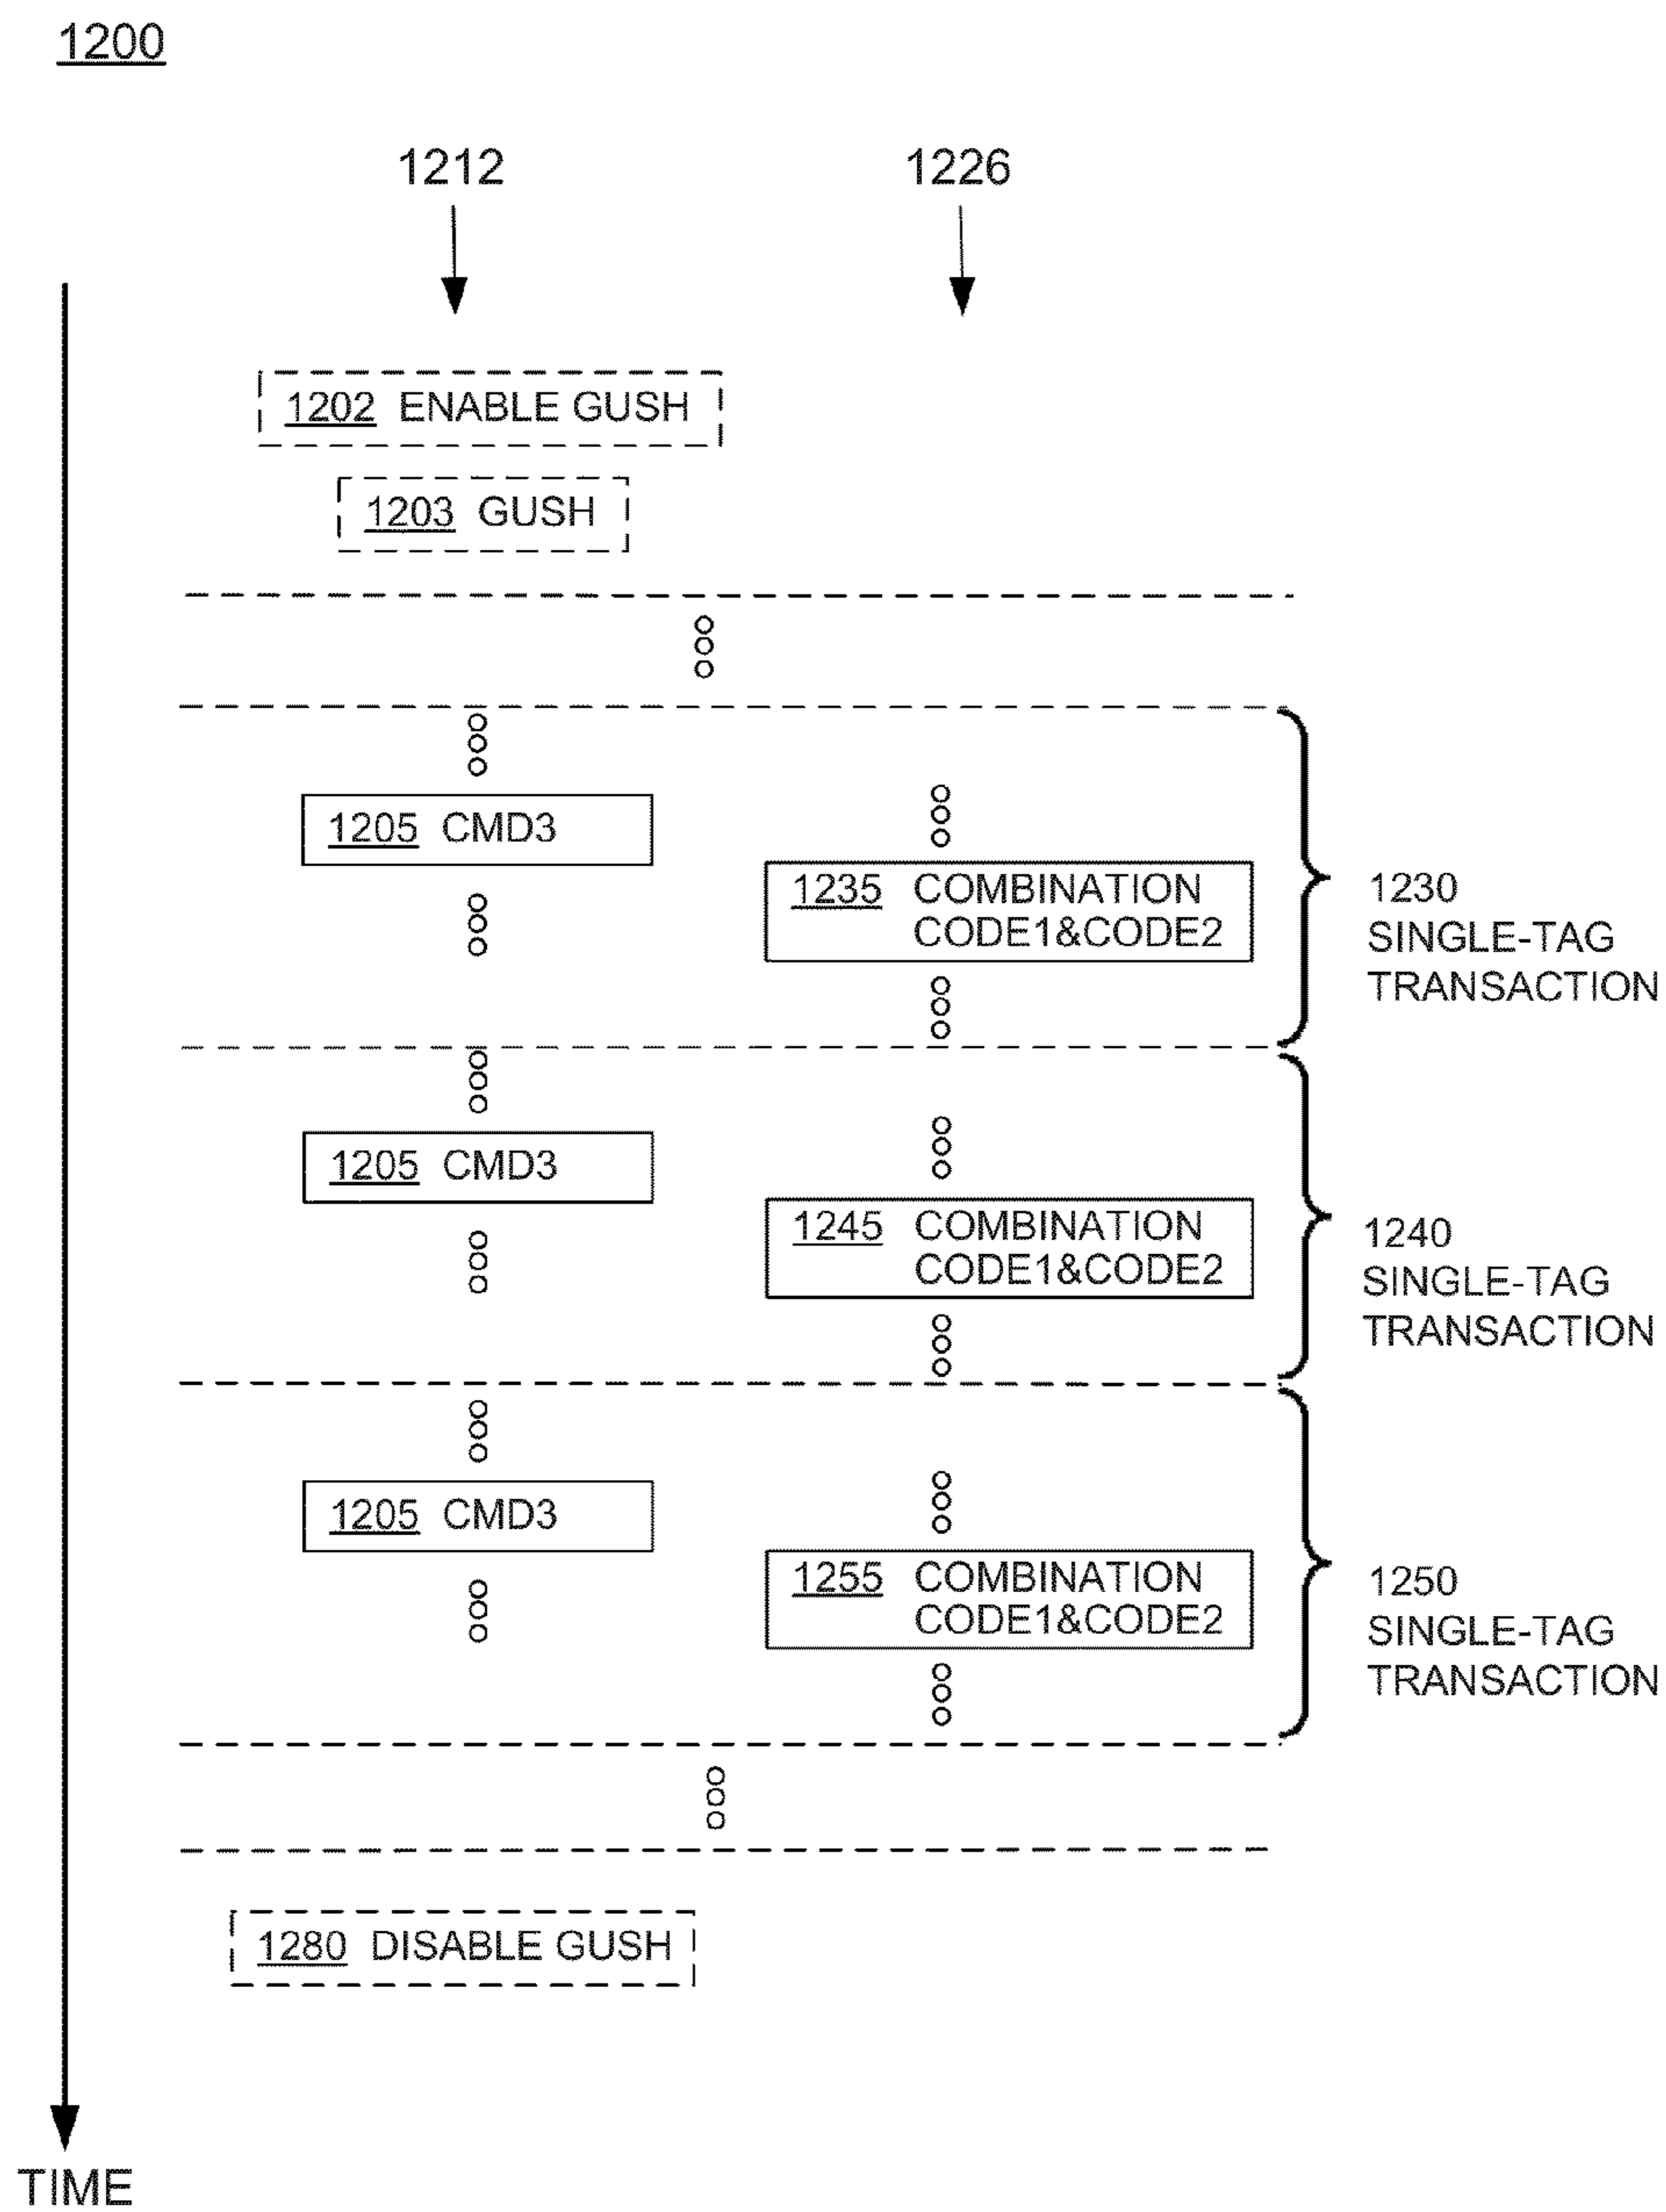 1200
1212 1226
1202 ENABLE GUSH
1203 GUSH
1205 CMD3
1235 COMBINATION
CODE1&CODE2
1230
SINGLE-TAG
TRANSACTION
1205 CMD3
1245 COMBINATION
CODE1&CODE2
1240
SINGLE-TAG
TRANSACTION
1205 CMD3
1255 COMBINATION
CODE1&CODE2
1250
SINGLE-TAG
TRANSACTION
1280 DISABLE GUSH
TIME